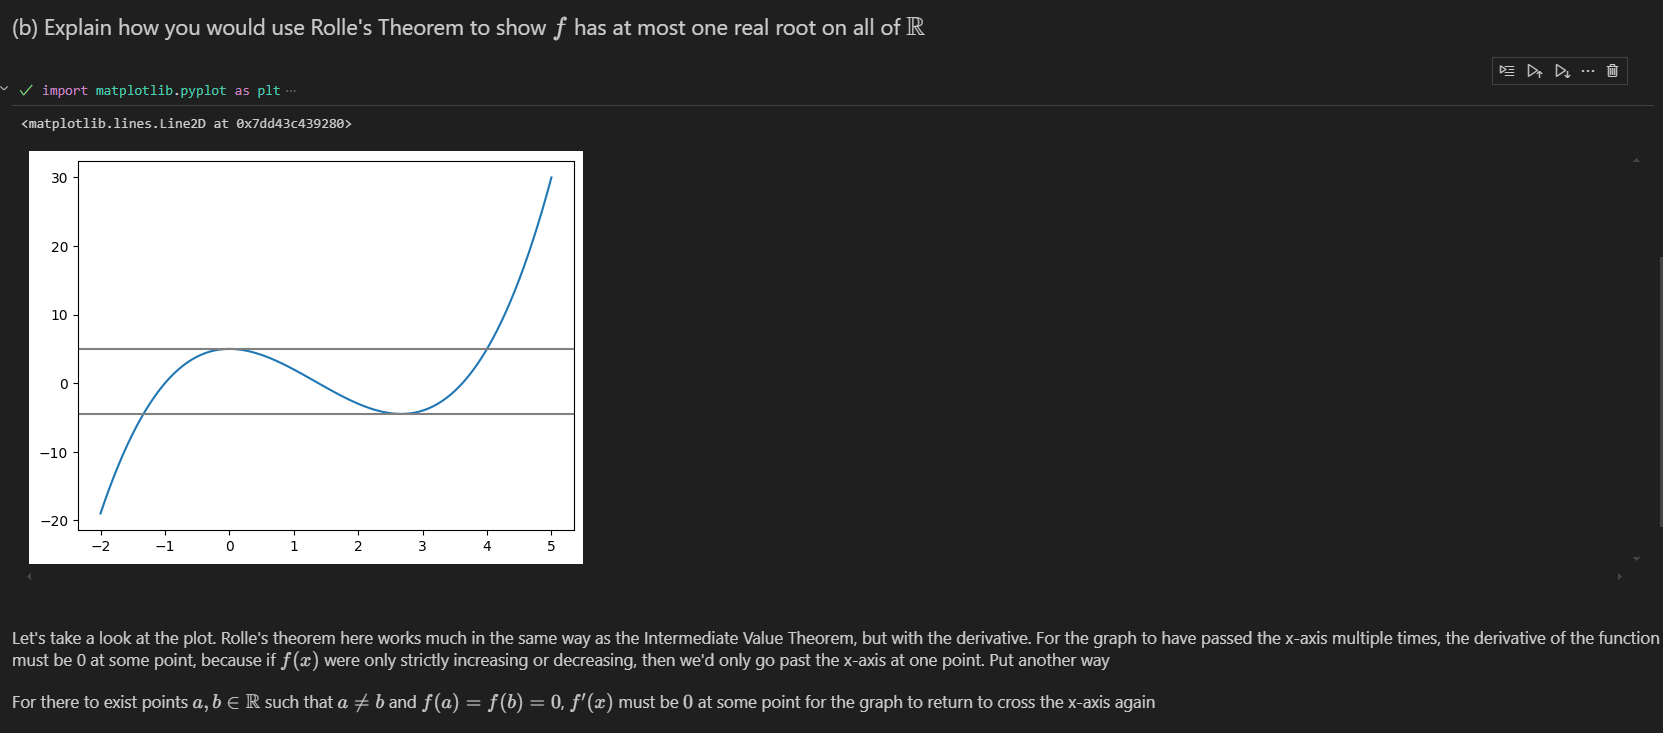 (b) Explain how you would use Rolle's Theorem to show f has at most one real root on all of ℝ
import matplotlib.pyplot as plt ···
<matplotlib.lines.Line2D at 0x7dd43c439280>
30
20
10
0
−10
−20
−2 −1 0 1 2 3 4 5
Let's take a look at the plot. Rolle's theorem here works much in the same way as the Intermediate Value Theorem, but with the derivative. For the graph to have passed the x-axis multiple times, the derivative of the function
must be 0 at some point, because if f(x) were only strictly increasing or decreasing, then we'd only go past the x-axis at one point. Put another way
For there to exist points a, b ∈ ℝ such that a ≠ b and f(a) = f(b) = 0, f′(x) must be 0 at some point for the graph to return to cross the x-axis again